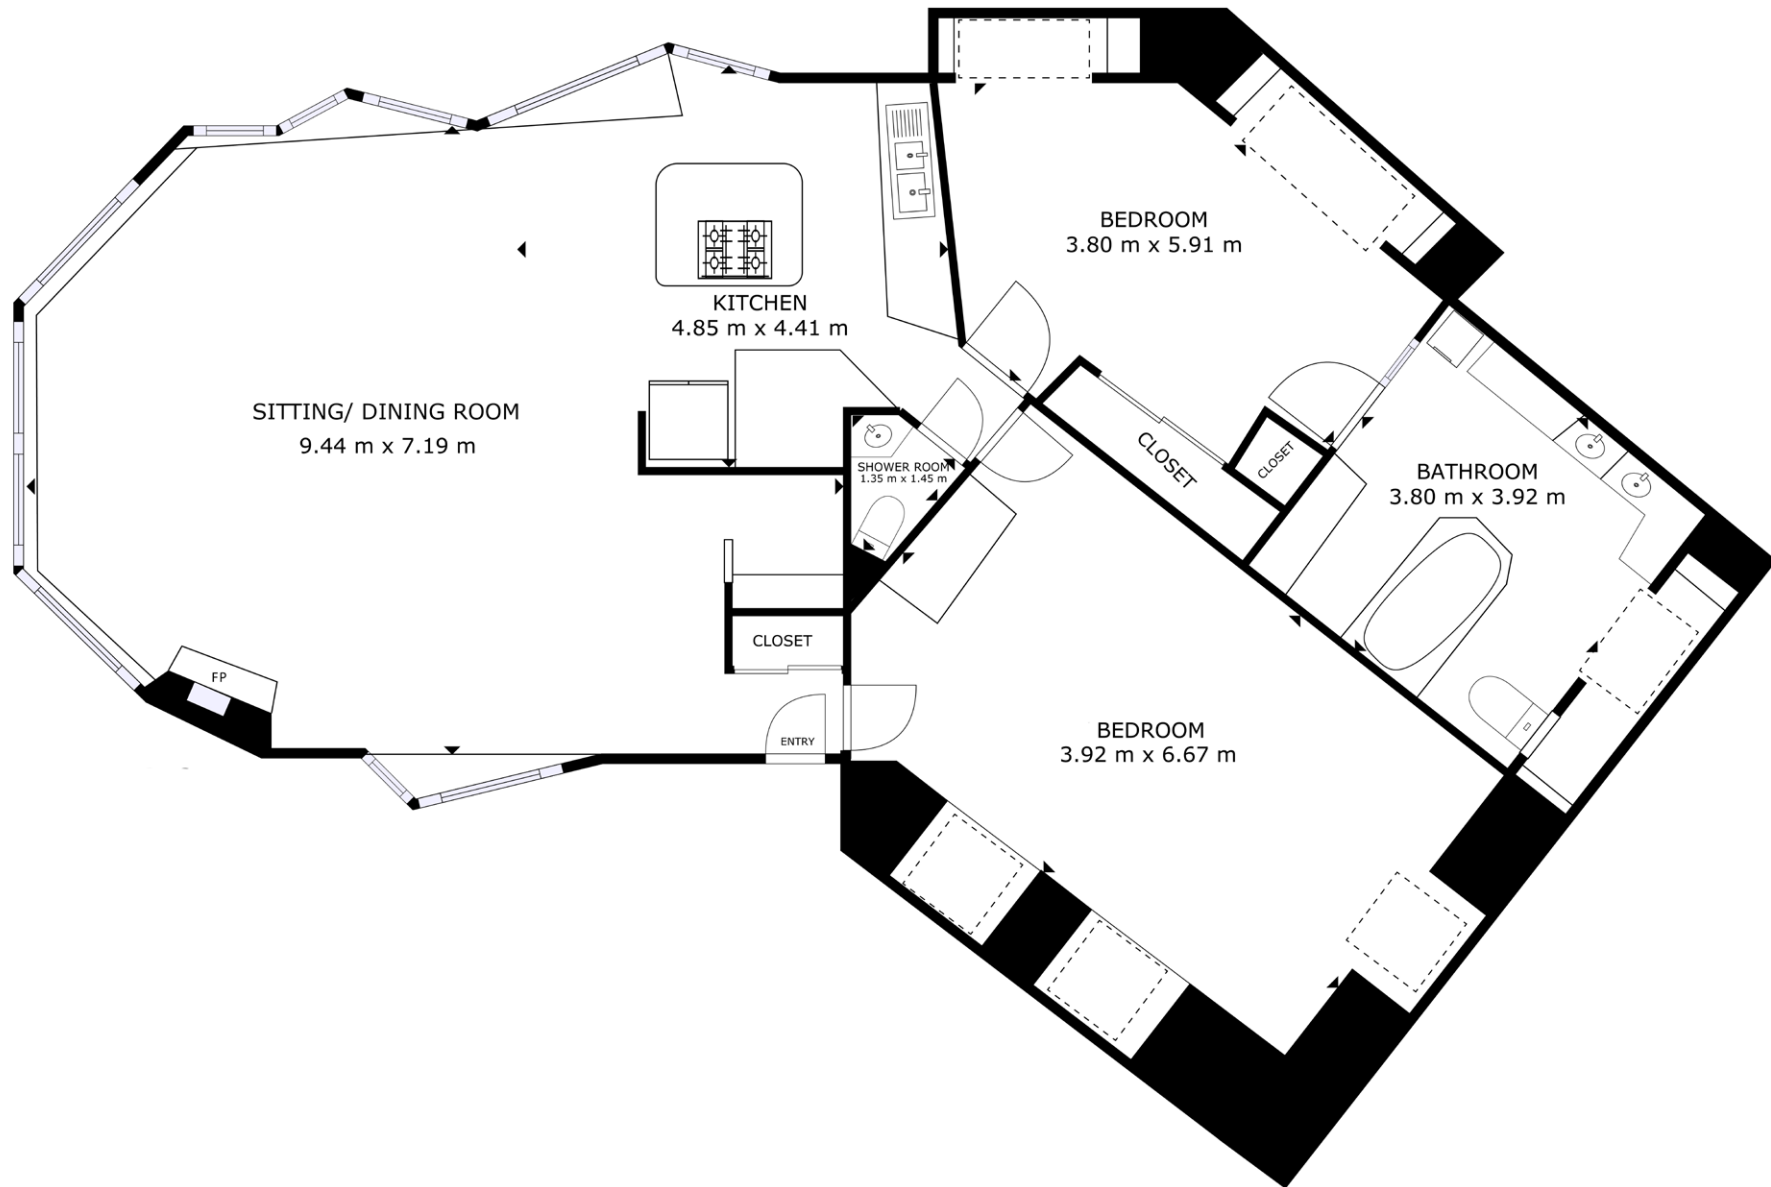 BEDROOM
3.80 m x 5.91 m
KITCHEN
4.85 m x 4.41 m
SITTING/ DINING ROOM
9.44 m x 7.19 m
SHOWER ROOM
1.35 m x 1.45 m
CLOSET
CLOSET
BATHROOM
3.80 m x 3.92 m
CLOSET
FP
ENTRY
BEDROOM
3.92 m x 6.67 m